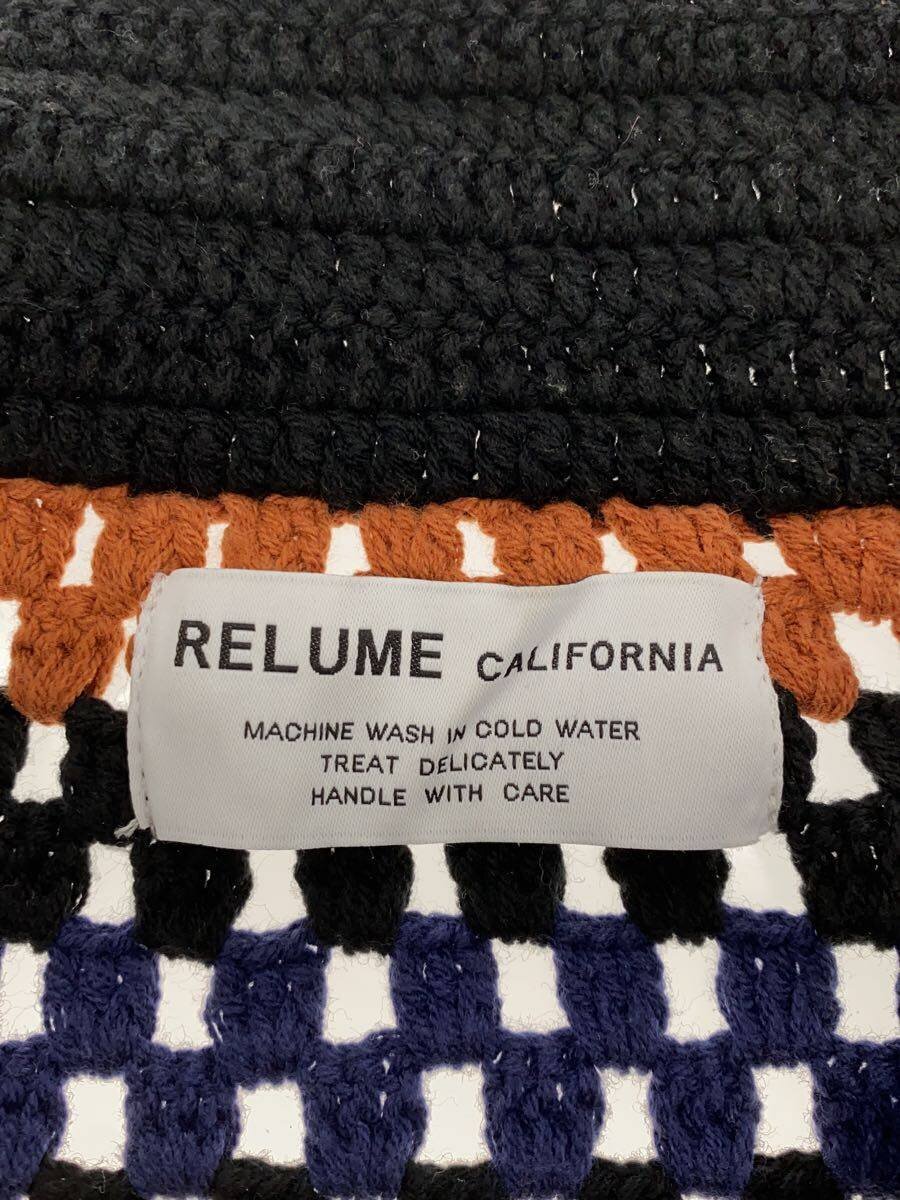 RELUME CALIFORNIA
MACHINE WASH IN COLD WATER
TREAT DELICATELY
HANDLE WITH CARE